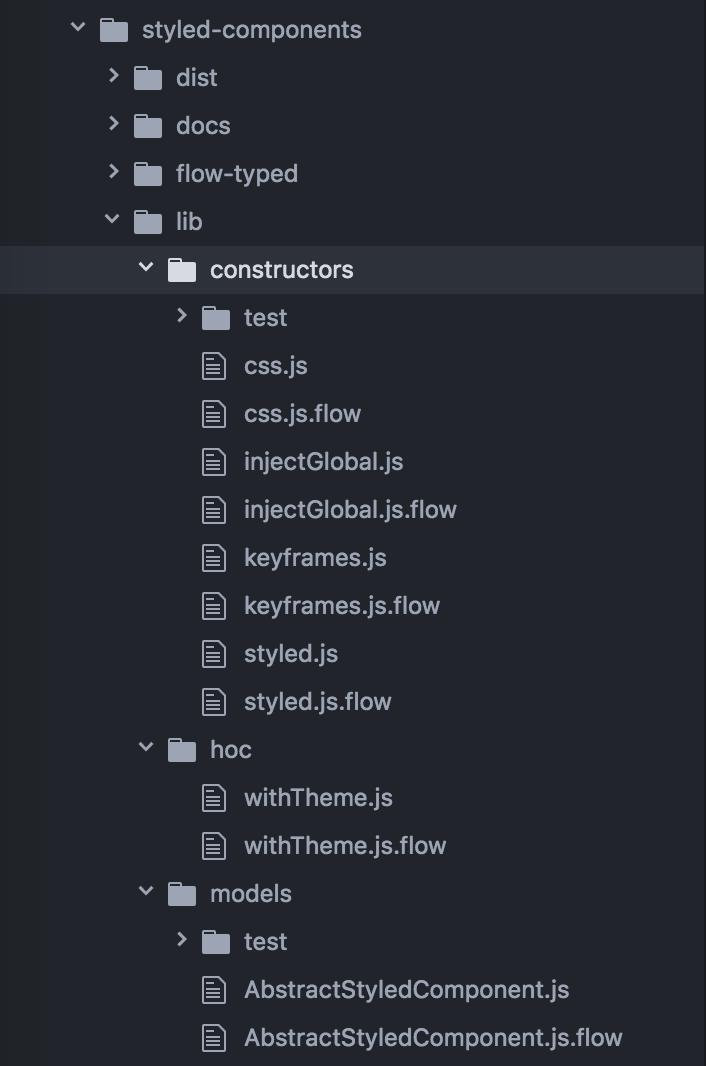 styled-components
dist
docs
flow-typed
lib
constructors
test
css.js
css.js.flow
injectGlobal.js
injectGlobal.js.flow
keyframes.js
keyframes.js.flow
styled.js
styled.js.flow
hoc
withTheme.js
withTheme.js.flow
models
test
AbstractStyledComponent.js
AbstractStyledComponent.js.flow